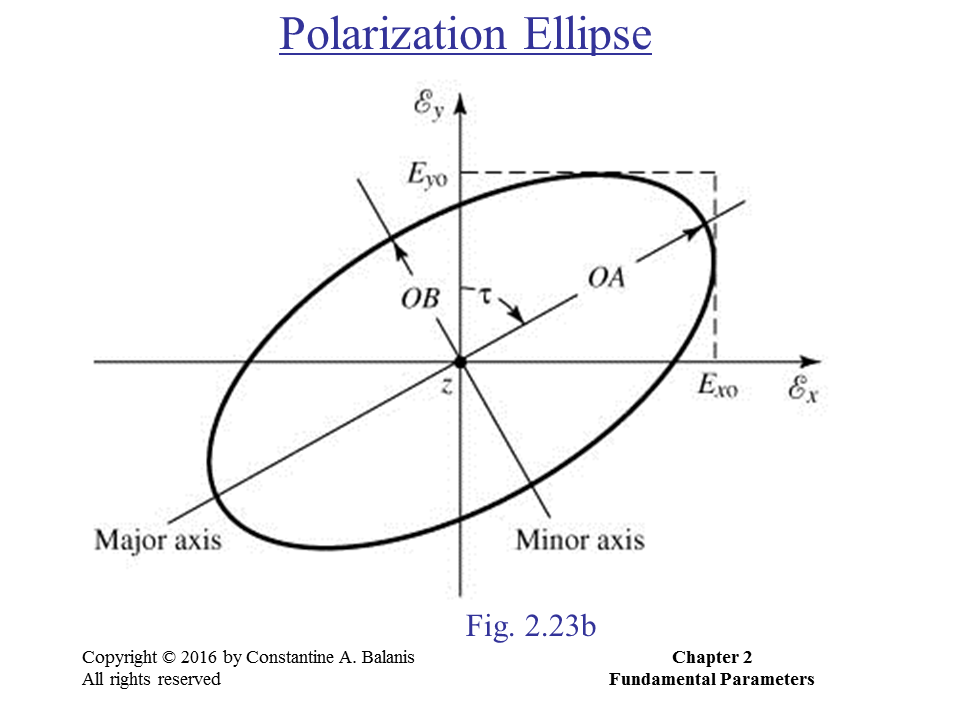 Polarization Ellipse
ℰy
Eyo
OA
OB
τ
z
Exo
ℰx
Major axis
Minor axis
Fig. 2.23b
Copyright © 2016 by Constantine A. Balanis
All rights reserved
Chapter 2
Fundamental Parameters